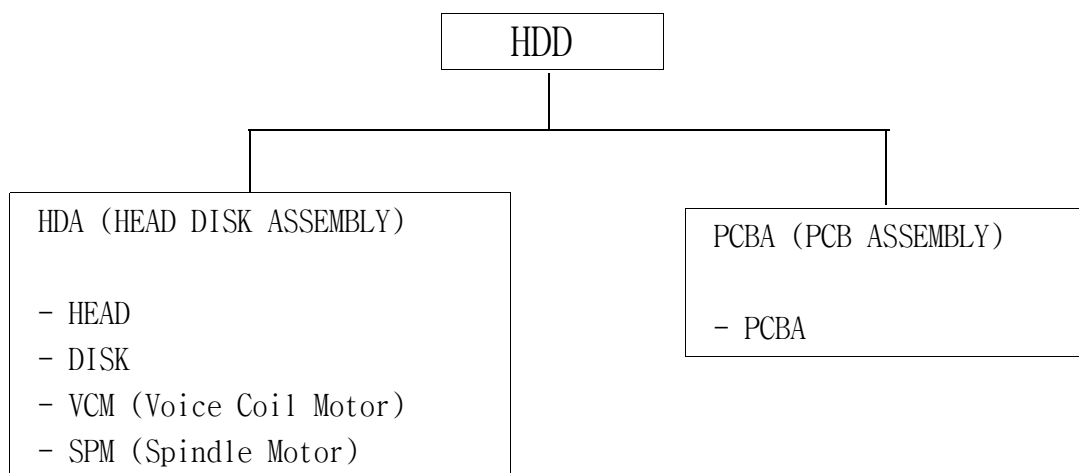 HDD
HDA (HEAD DISK ASSEMBLY)
- HEAD
- DISK
- VCM (Voice Coil Motor)
- SPM (Spindle Motor)
PCBA (PCB ASSEMBLY)
- PCBA